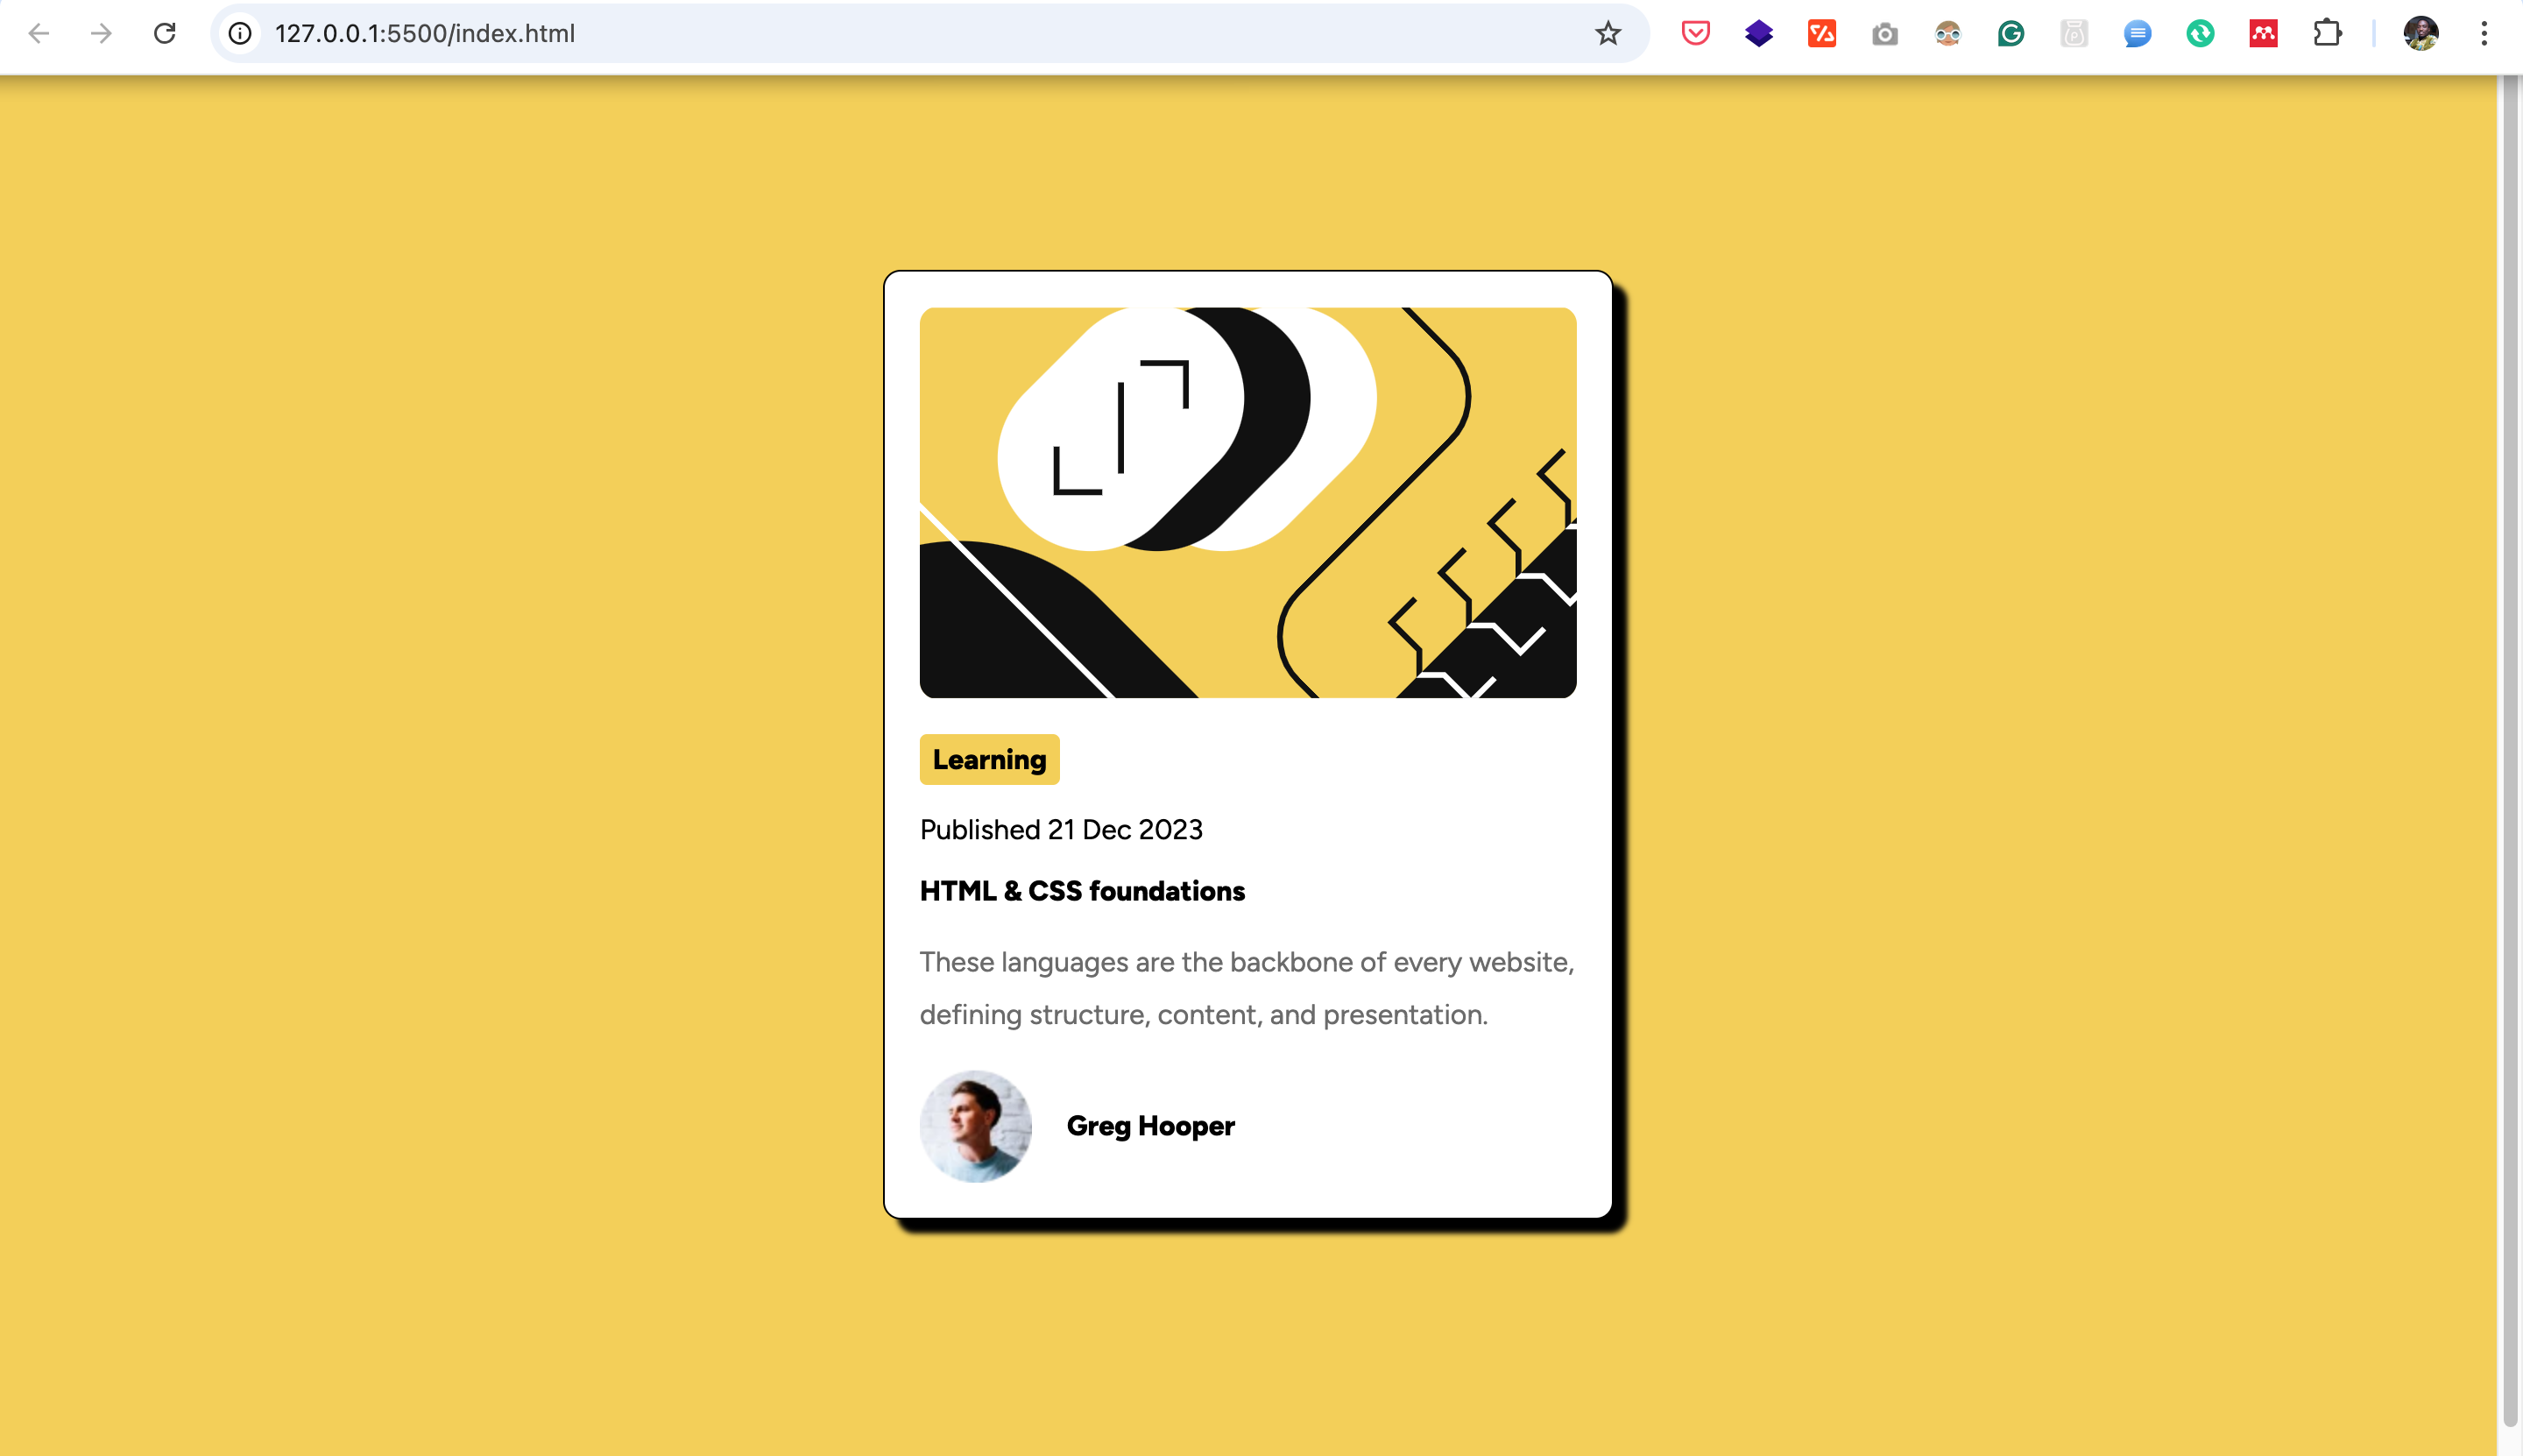 127.0.0.1:5500/index.html
Learning
Published 21 Dec 2023
HTML & CSS foundations
These languages are the backbone of every website,
defining structure, content, and presentation.
Greg Hooper